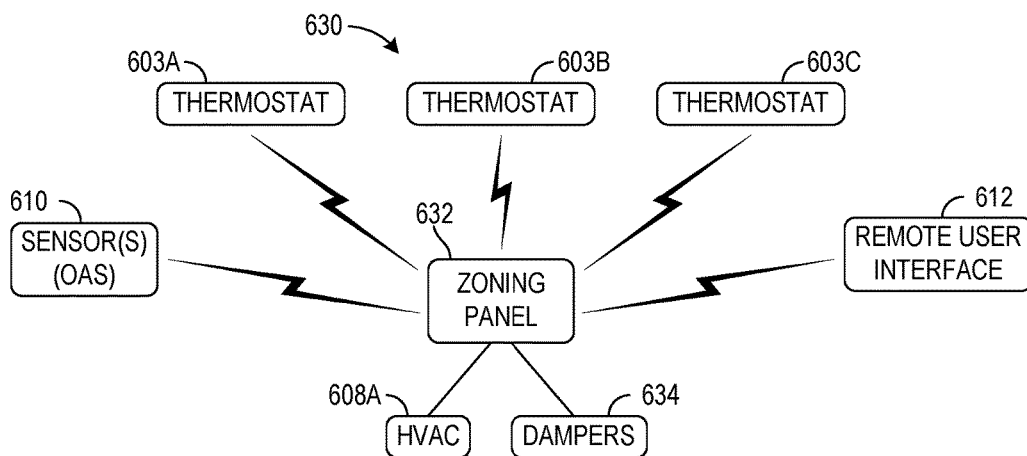 630
603A
603B
603C
THERMOSTAT
THERMOSTAT
THERMOSTAT
610
632
612
SENSOR(S)
(OAS)
ZONING
PANEL
REMOTE USER
INTERFACE
608A
634
HVAC
DAMPERS